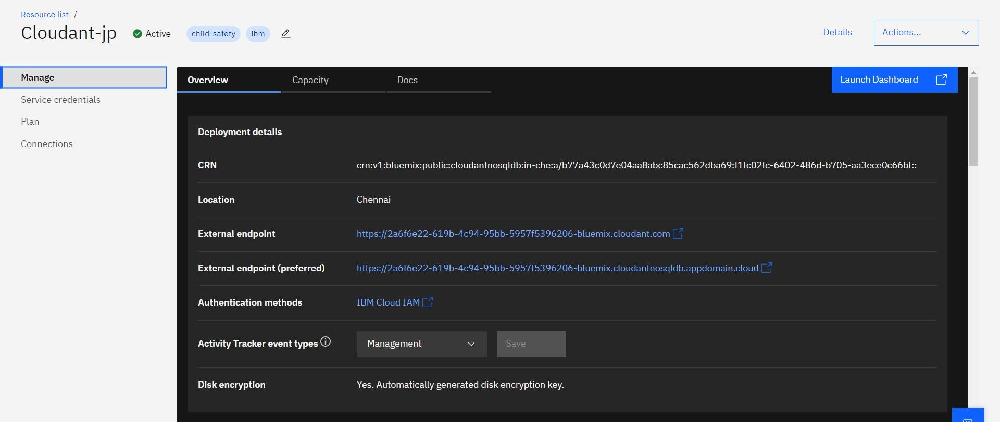 Resource list /
Cloudant-jp
Active
child-safety
ibm
Details
Actions...
Manage
Service credentials
Plan
Connections
Overview
Capacity
Docs
Launch Dashboard
Deployment details
CRN crn:v1:bluemix:public:cloudantnosqldb:in-che:a/b77a43c0d7e04aa8abc85cac562dba69:f1fc02fc-6402-486d-b705-aa3ece0c66bf::
Location Chennai
External endpoint https://2a6f6e22-619b-4c94-95bb-5957f5396206-bluemix.cloudant.com
External endpoint (preferred) https://2a6f6e22-619b-4c94-95bb-5957f5396206-bluemix.cloudantnosqldb.appdomain.cloud
Authentication methods IBM Cloud IAM
Activity Tracker event types Management Save
Disk encryption Yes. Automatically generated disk encryption key.